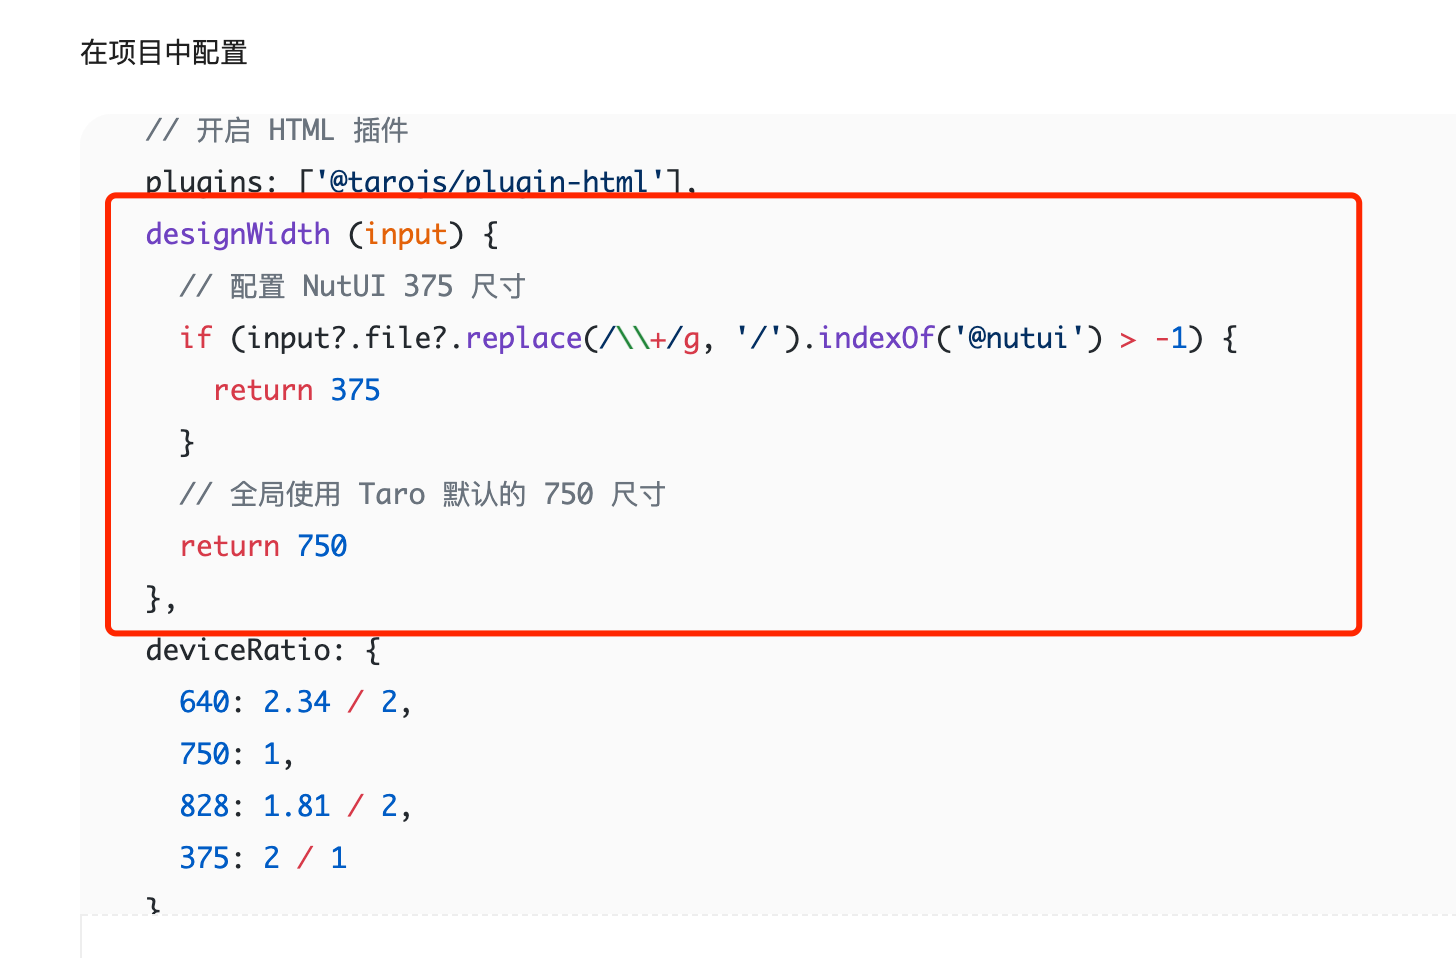 在项目中配置
// 开启 HTML 插件
plugins: ['@tarojs/plugin-html'],
designWidth (input) {
// 配置 NutUI 375 尺寸
if (input?.file?.replace(/\\+/g, '/').indexOf('@nutui') > -1) {
return 375
}
// 全局使用 Taro 默认的 750 尺寸
return 750
},
deviceRatio: {
640: 2.34 / 2,
750: 1,
828: 1.81 / 2,
375: 2 / 1
}